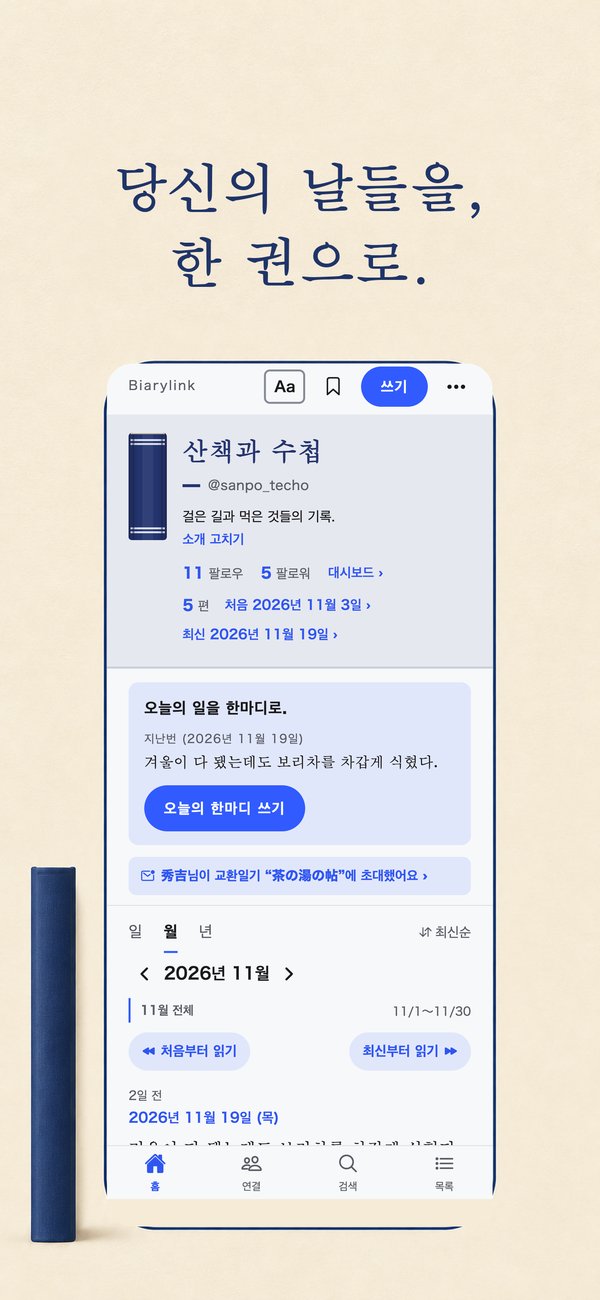 당신의 날들을,
한 권으로.
Biarylink
Aa
쓰기
산책과 수첩
@sanpo_techo
걸은 길과 먹은 것들의 기록.
소개 고치기
11 팔로우 5 팔로워 대시보드 ›
5 편 처음 2026년 11월 3일 ›
최신 2026년 11월 19일 ›
오늘의 일을 한마디로.
지난번 (2026년 11월 19일)
겨울이 다 됐는데도 보리차를 차갑게 식혔다.
오늘의 한마디 쓰기
秀吉님이 교환일기 “茶の湯の帖”에 초대했어요 ›
일 월 년
최신순
2026년 11월
11월 전체
11/1〜11/30
처음부터 읽기
최신부터 읽기
2일 전
2026년 11월 19일 (목)
홈
연결
검색
목록